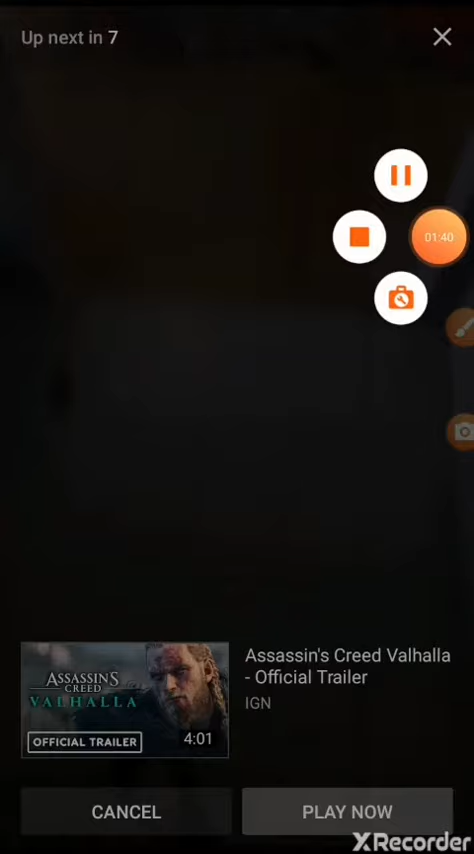 Up next in 7
01:40
ASSASSIN'S
CREED
VALHALLA
OFFICIAL TRAILER
4:01
Assassin's Creed Valhalla
- Official Trailer
IGN
CANCEL
PLAY NOW
XRecorder